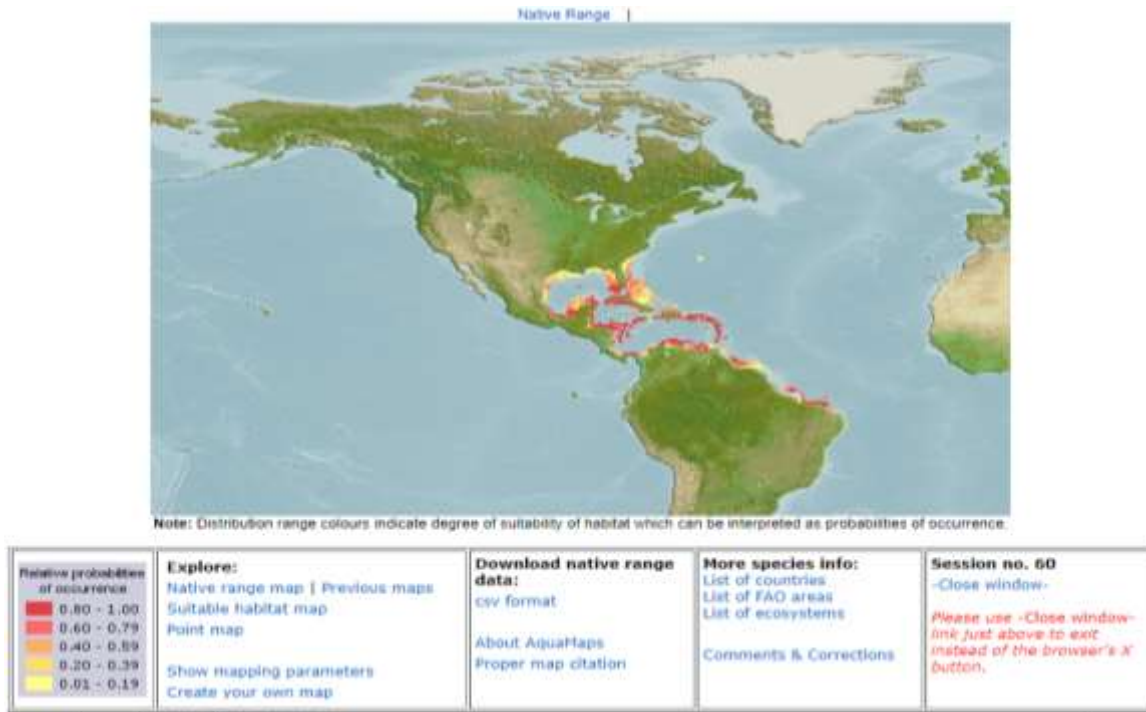 Native Range |
Note: Distribution range colours indicate degree of suitability of habitat which can be interpreted as probabilities of occurrence.
Relative probabilities
of occurrence
0.80 - 1.00
0.60 - 0.79
0.40 - 0.59
0.20 - 0.39
0.01 - 0.19
Explore:
Native range map | Previous maps
Suitable habitat map
Point map
Show mapping parameters
Create your own map
Download native range
data:
csv format
About AquaMaps
Proper map citation
More species info:
List of countries
List of FAO areas
List of ecosystems
Comments & Corrections
Session no. 60
-Close window-
Please use -Close window-
link just above to exit
instead of the browser's X
button.